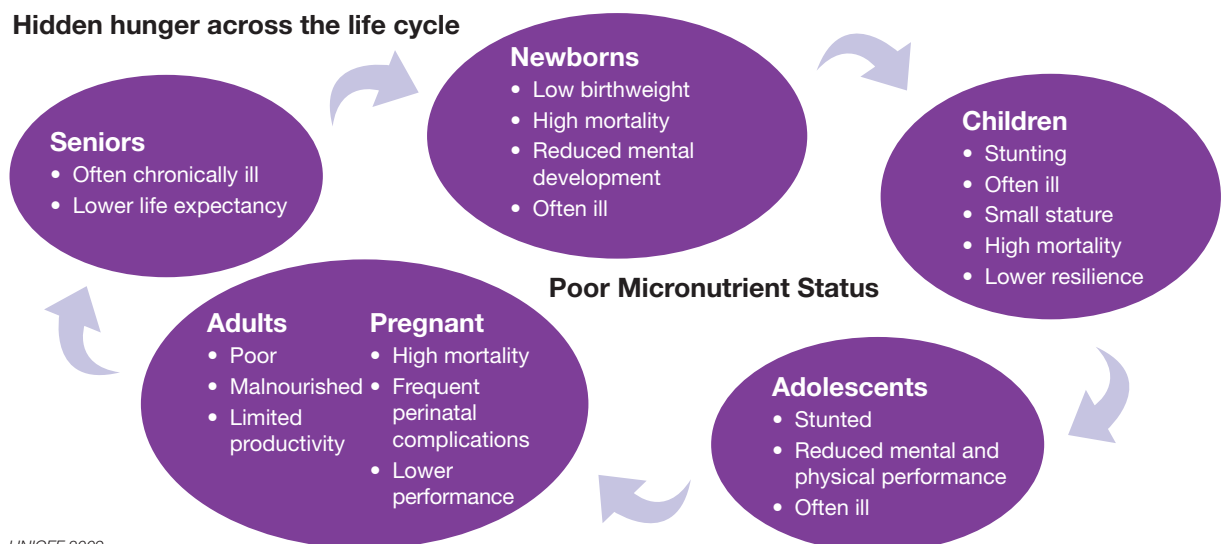 Hidden hunger across the life cycle
Newborns
• Low birthweight
• High mortality
• Reduced mental
development
• Often ill
Children
• Stunting
• Often ill
• Small stature
• High mortality
• Lower resilience
Seniors
• Often chronically ill
• Lower life expectancy
Poor Micronutrient Status
Adults
• Poor
• Malnourished
• Limited
productivity
Pregnant
• High mortality
• Frequent
perinatal
complications
• Lower
performance
Adolescents
• Stunted
• Reduced mental and
physical performance
• Often ill